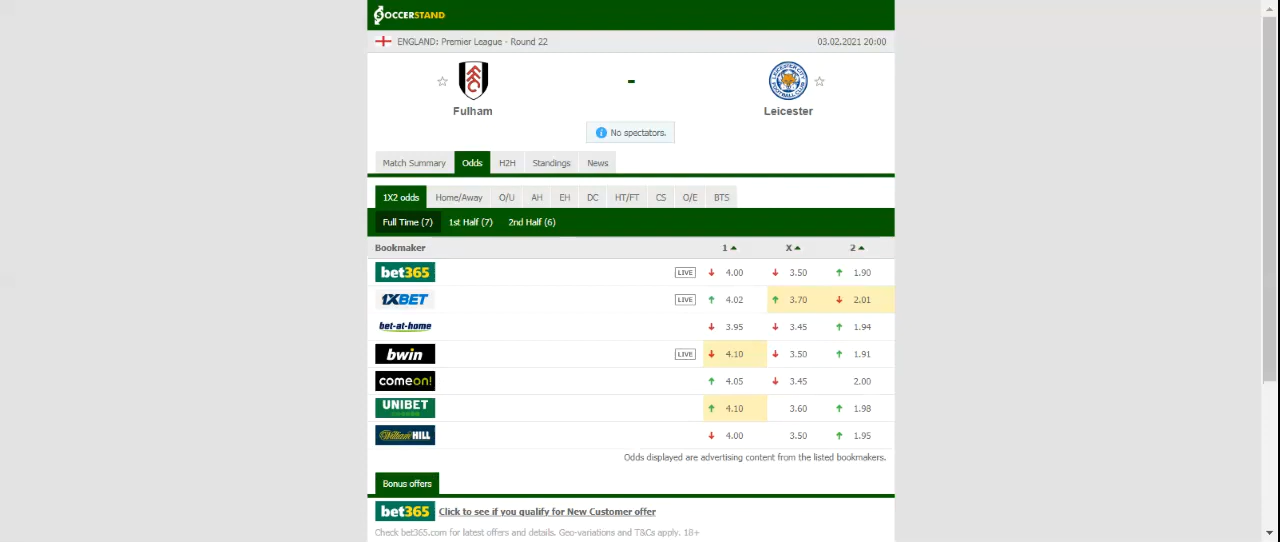 SOCCERSTAND
ENGLAND: Premier League - Round 22 03.02.2021 20:00
-
Fulham Leicester
No spectators.
Match Summary Odds H2H Standings News
1X2 odds Home/Away O/U AH EH DC HT/FT CS O/E BTS
Full Time (7) 1st Half (7) 2nd Half (6)
Bookmaker 1 X 2
bet365 LIVE 4.00 3.50 1.90
1XBET LIVE 4.02 3.70 2.01
bet-at-home 3.95 3.45 1.94
bwin LIVE 4.10 3.50 1.91
comeon! 4.05 3.45 2.00
UNIBET 4.10 3.60 1.98
William HILL 4.00 3.50 1.95
Odds displayed are advertising content from the listed bookmakers.
Bonus offers
bet365 Click to see if you qualify for New Customer offer
Check bet365.com for latest offers and details. Geo-variations and T&Cs apply. 18+